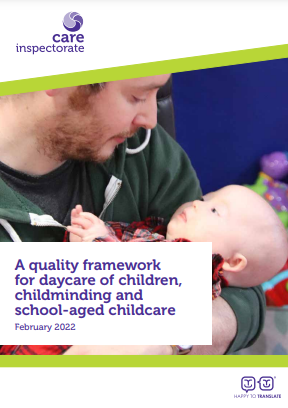 care
inspectorate
A quality framework
for daycare of children,
childminding and
school-aged childcare
February 2022
HAPPY TO TRANSLATE